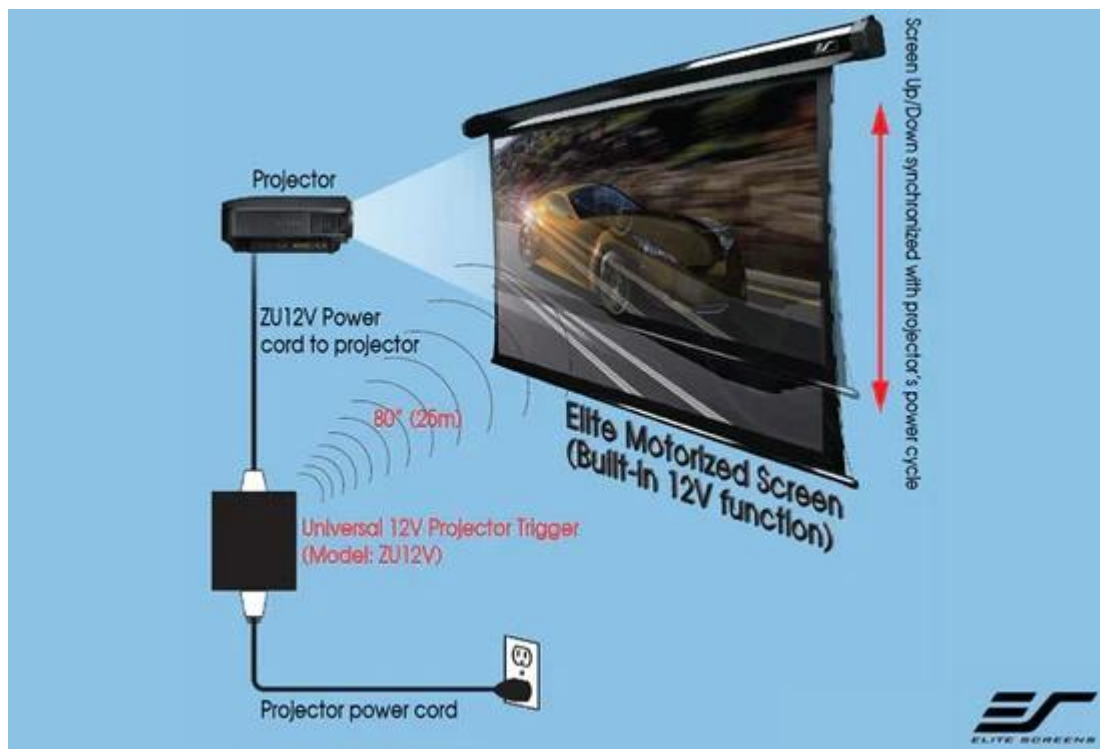 Projector
Screen Up/Down synchronized with projector's power cycle
ZU12V Power
cord to projector
80" (25m)
Elite Motorized Screen
(Built-in 12V function)
Universal 12V Projector Trigger
(Model: ZU12V)
Projector power cord
ELITE SCREENS